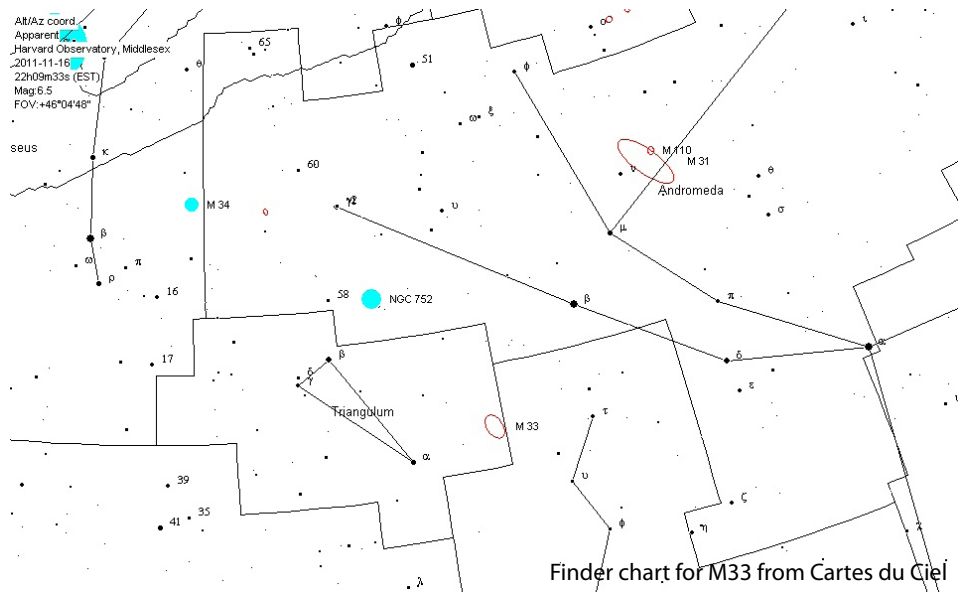 Alt/Az coord.
Apparent
Harvard Observatory, Middlesex
2011-11-16
22h09m33s (EST)
Mag:6.5
FOV:+46°04'48"
φ
65
θ
51
ο
ι
φ
ω ξ
seus
κ
60
M 110
M 31
ν
θ
Andromeda
M 34
γ2
υ
σ
β
μ
ω
π
ρ
16
58
NGC 752
β
π
α
17
β
δ
δ
γ
ε
Triangulum
τ
M 33
α
υ
39
ζ
35
41
φ
η
χ
λ
Finder chart for M33 from Cartes du Ciel